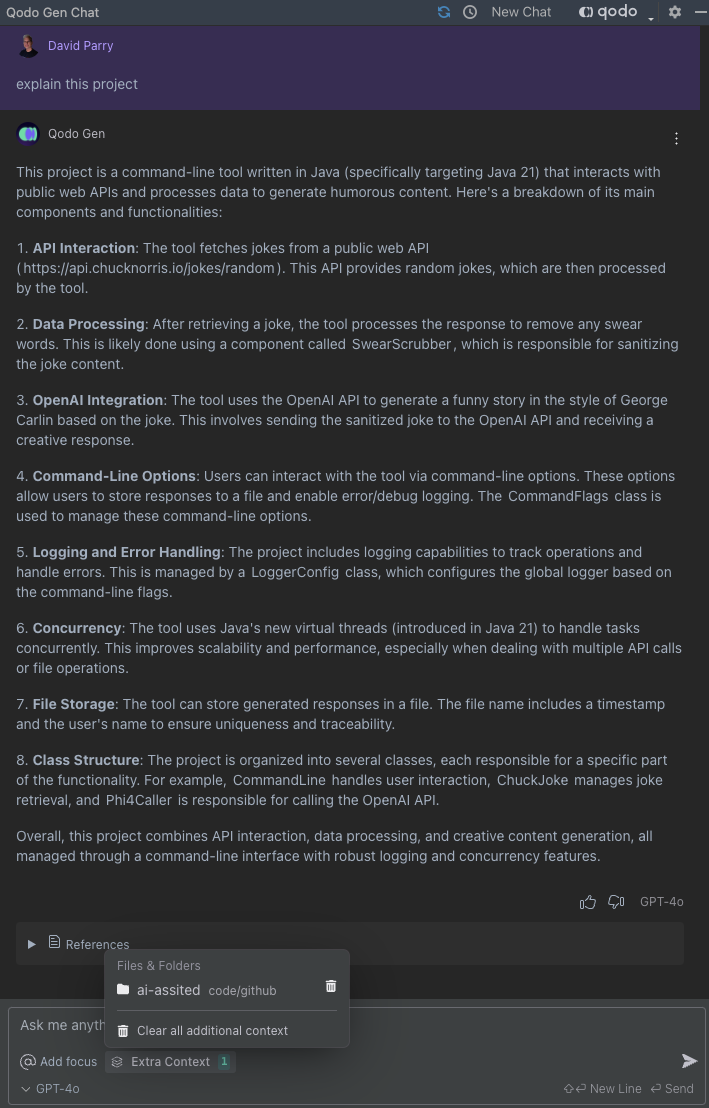 Qodo Gen Chat
New Chat
qodo
David Parry
explain this project
Qodo Gen
This project is a command-line tool written in Java (specifically targeting Java 21) that interacts with
public web APIs and processes data to generate humorous content. Here's a breakdown of its main
components and functionalities:
1. API Interaction: The tool fetches jokes from a public web API
(https://api.chucknorris.io/jokes/random). This API provides random jokes, which are then processed
by the tool.
2. Data Processing: After retrieving a joke, the tool processes the response to remove any swear
words. This is likely done using a component called SwearScrubber, which is responsible for sanitizing
the joke content.
3. OpenAI Integration: The tool uses the OpenAI API to generate a funny story in the style of George
Carlin based on the joke. This involves sending the sanitized joke to the OpenAI API and receiving a
creative response.
4. Command-Line Options: Users can interact with the tool via command-line options. These options
allow users to store responses to a file and enable error/debug logging. The CommandFlags class is
used to manage these command-line options.
5. Logging and Error Handling: The project includes logging capabilities to track operations and
handle errors. This is managed by a LoggerConfig class, which configures the global logger based on
the command-line flags.
6. Concurrency: The tool uses Java's new virtual threads (introduced in Java 21) to handle tasks
concurrently. This improves scalability and performance, especially when dealing with multiple API calls
or file operations.
7. File Storage: The tool can store generated responses in a file. The file name includes a timestamp
and the user's name to ensure uniqueness and traceability.
8. Class Structure: The project is organized into several classes, each responsible for a specific part
of the functionality. For example, CommandLine handles user interaction, ChuckJoke manages joke
retrieval, and Phi4Caller is responsible for calling the OpenAI API.
Overall, this project combines API interaction, data processing, and creative content generation, all
managed through a command-line interface with robust logging and concurrency features.
GPT-4o
References
Files & Folders
ai-assited code/github
Clear all additional context
Ask me anyth
Add focus
Extra Context 1
GPT-4o
New Line
Send